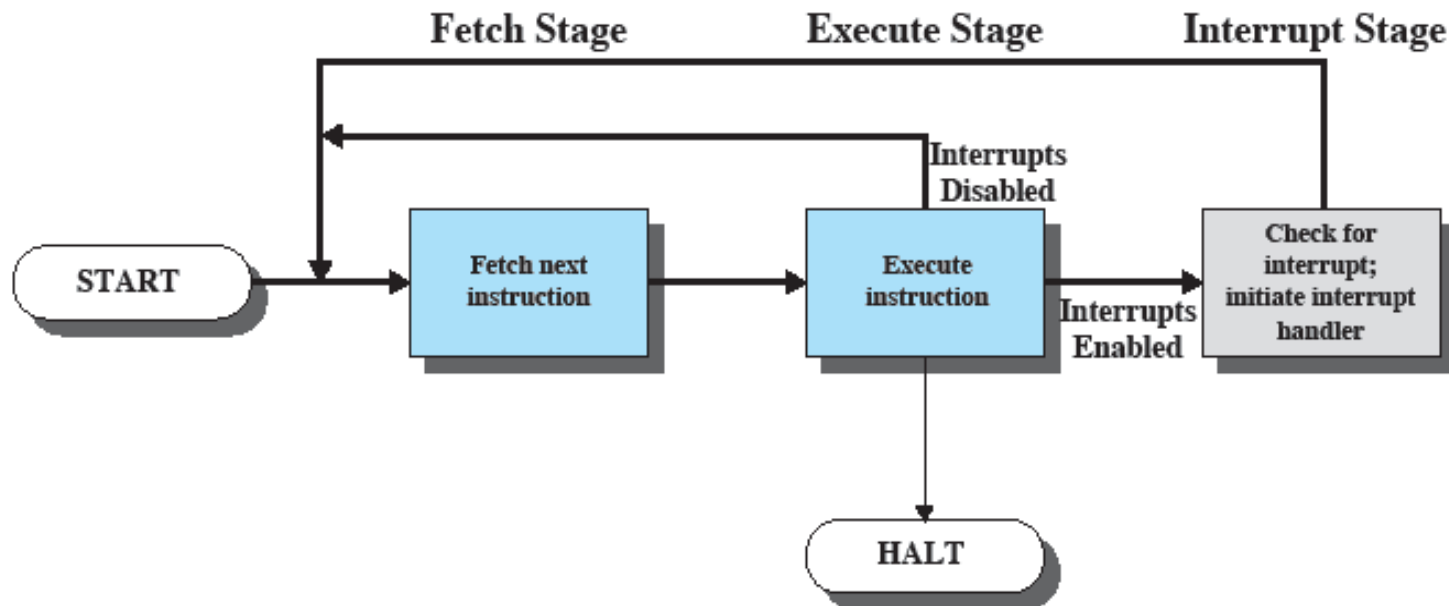 Fetch Stage
Execute Stage
Interrupt Stage
Interrupts
Disabled
START
Fetch next
instruction
Execute
instruction
Interrupts
Enabled
Check for
interrupt;
initiate interrupt
handler
HALT